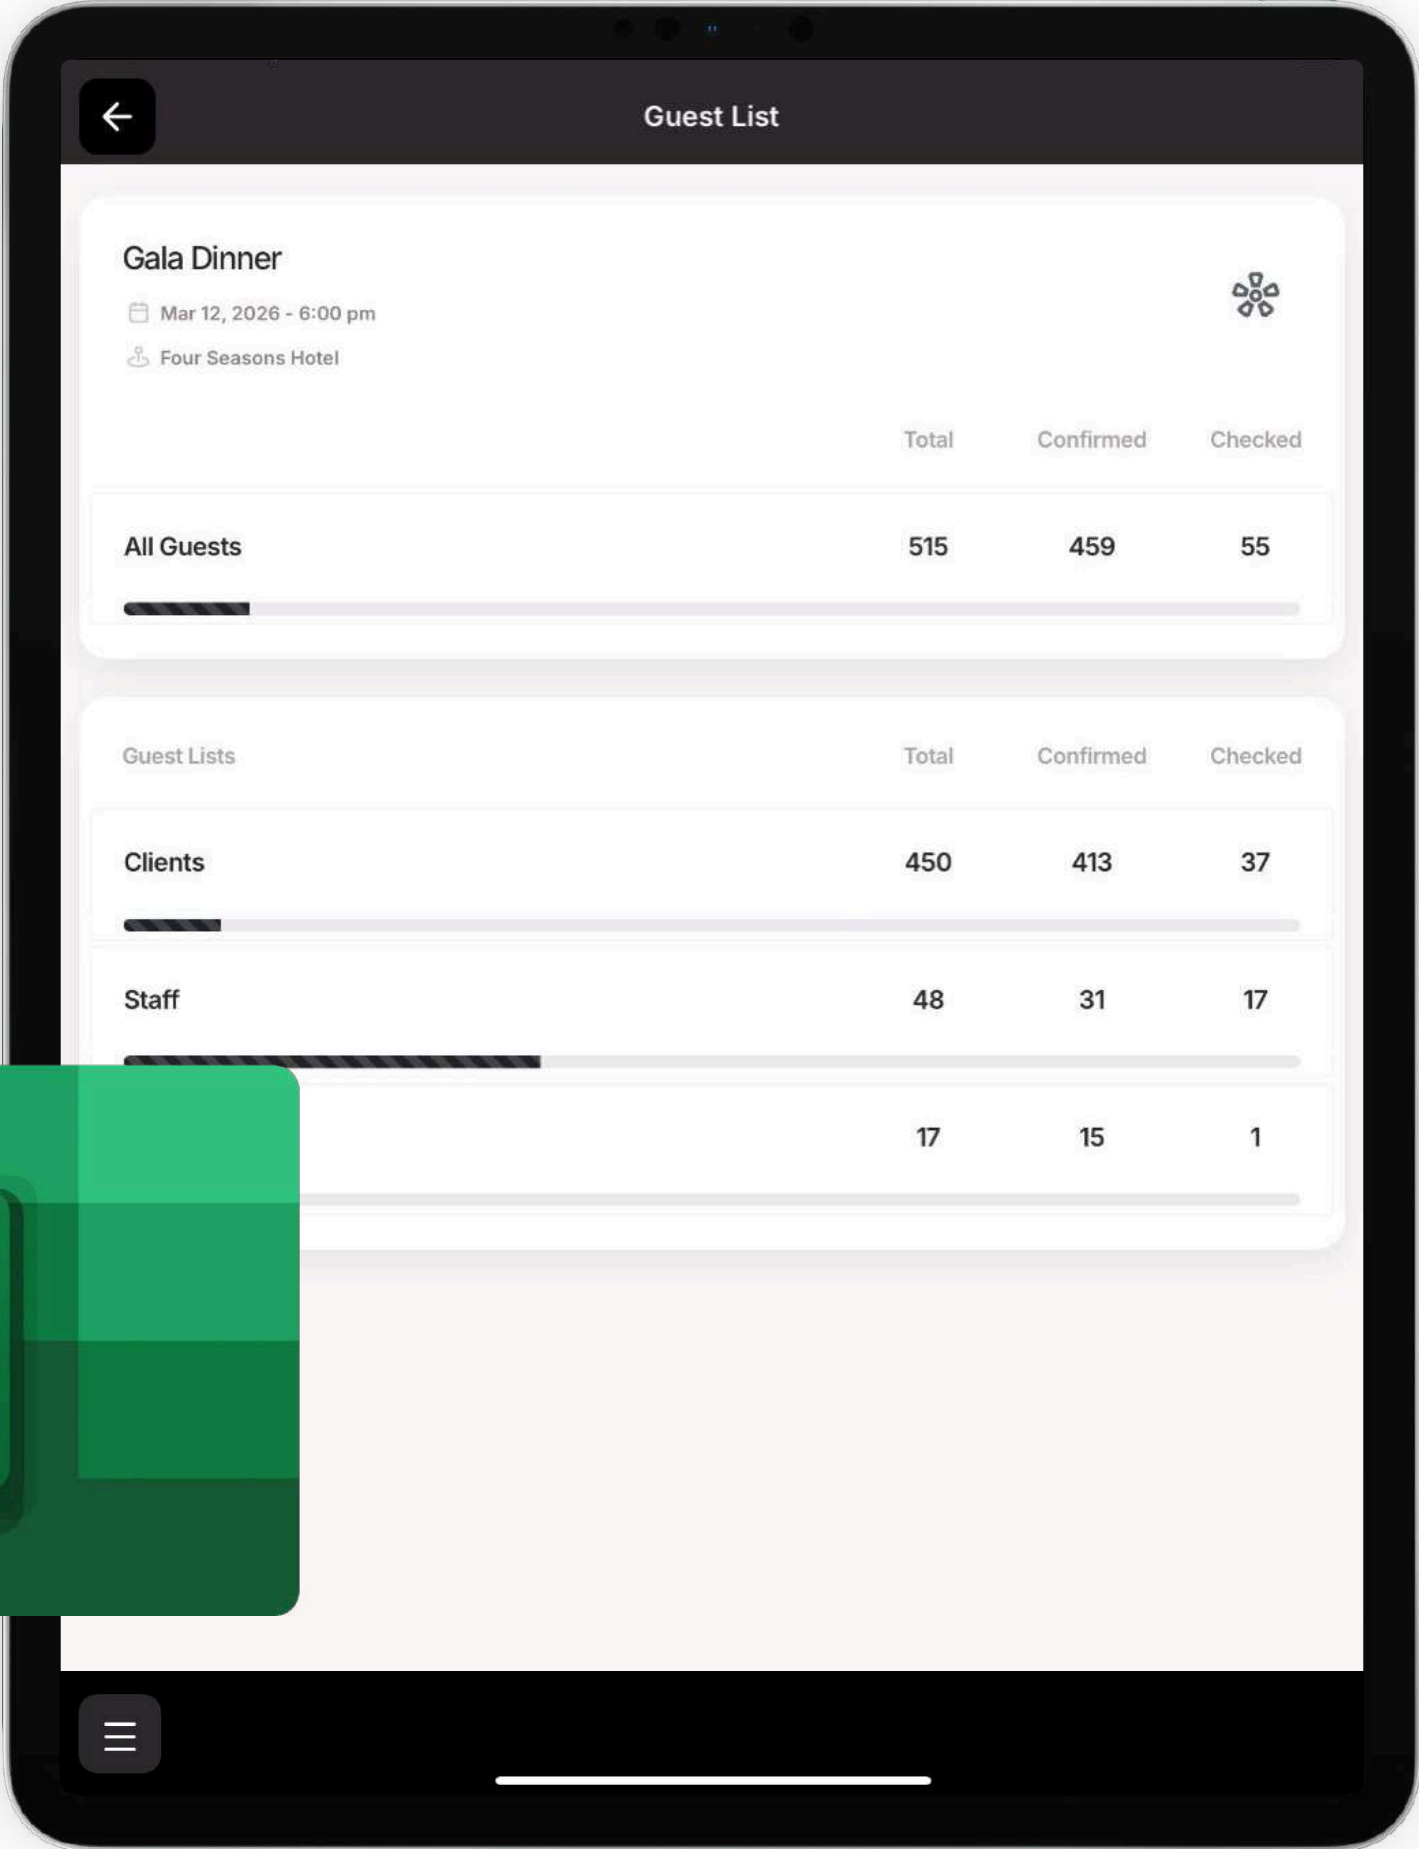 Guest List
Gala Dinner
Mar 12, 2026 - 6:00 pm
Four Seasons Hotel
Total Confirmed Checked
All Guests 515 459 55
Guest Lists Total Confirmed Checked
Clients 450 413 37
Staff 48 31 17
17 15 1